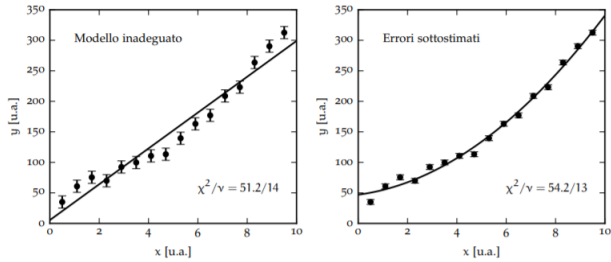 350
300
250
200
150
100
50
0
y [u.a.]
Modello inadeguato
χ²/ν = 51.2/14
0 2 4 6 8 10
x [u.a.]
350
300
250
200
150
100
50
0
y [u.a.]
Errori sottostimati
χ²/ν = 54.2/13
0 2 4 6 8 10
x [u.a.]